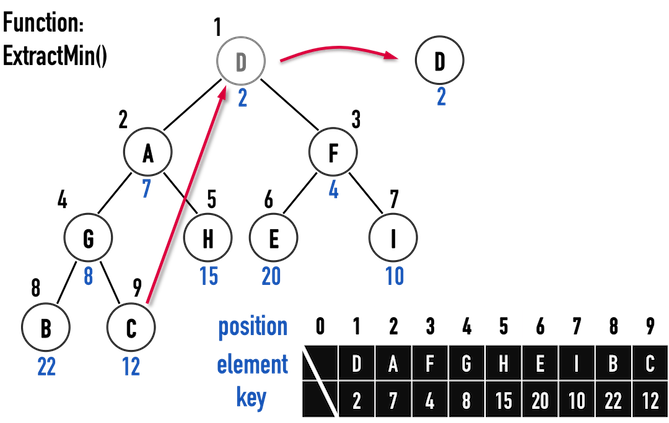 Function:
ExtractMin()
1
D
2
D
2
2
A
7
3
F
4
4
G
8
5
H
15
6
E
20
7
I
10
8
B
22
9
C
12
position 0 1 2 3 4 5 6 7 8 9
element D A F G H E I B C
key 2 7 4 8 15 20 10 22 12